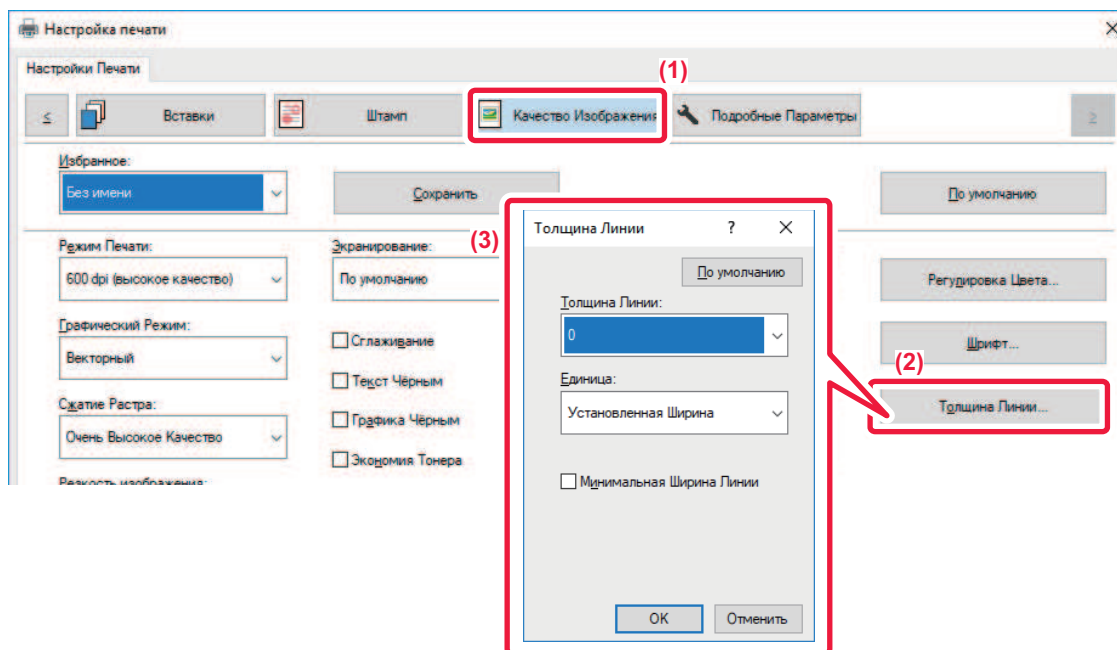 Настройка печати
Настройки Печати
(1)
≤ Вставки Штамп Качество Изображения Подробные Параметры ≥
Избранное:
Без имени
Сохранить
По умолчанию
Режим Печати:
600 dpi (высокое качество)
Экранирование:
По умолчанию
(3)
Графический Режим:
Векторный
Сглаживание
Текст Чёрным
Сжатие Растра:
Очень Высокое Качество
Графика Чёрным
Экономия Тонера
Резкость изображения:
Толщина Линии ? ×
По умолчанию
Толщина Линии:
0
Единица:
Установленная Ширина
Минимальная Ширина Линии
OK Отменить
Регулировка Цвета...
Шрифт...
(2)
Толщина Линии...